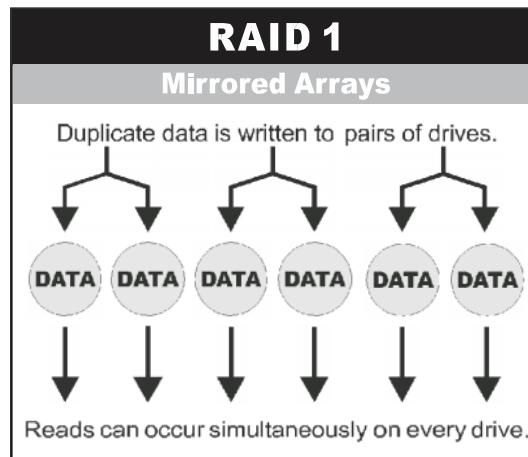 RAID 1
Mirrored Arrays
Duplicate data is written to pairs of drives.
DATA DATA DATA DATA DATA DATA
Reads can occur simultaneously on every drive.